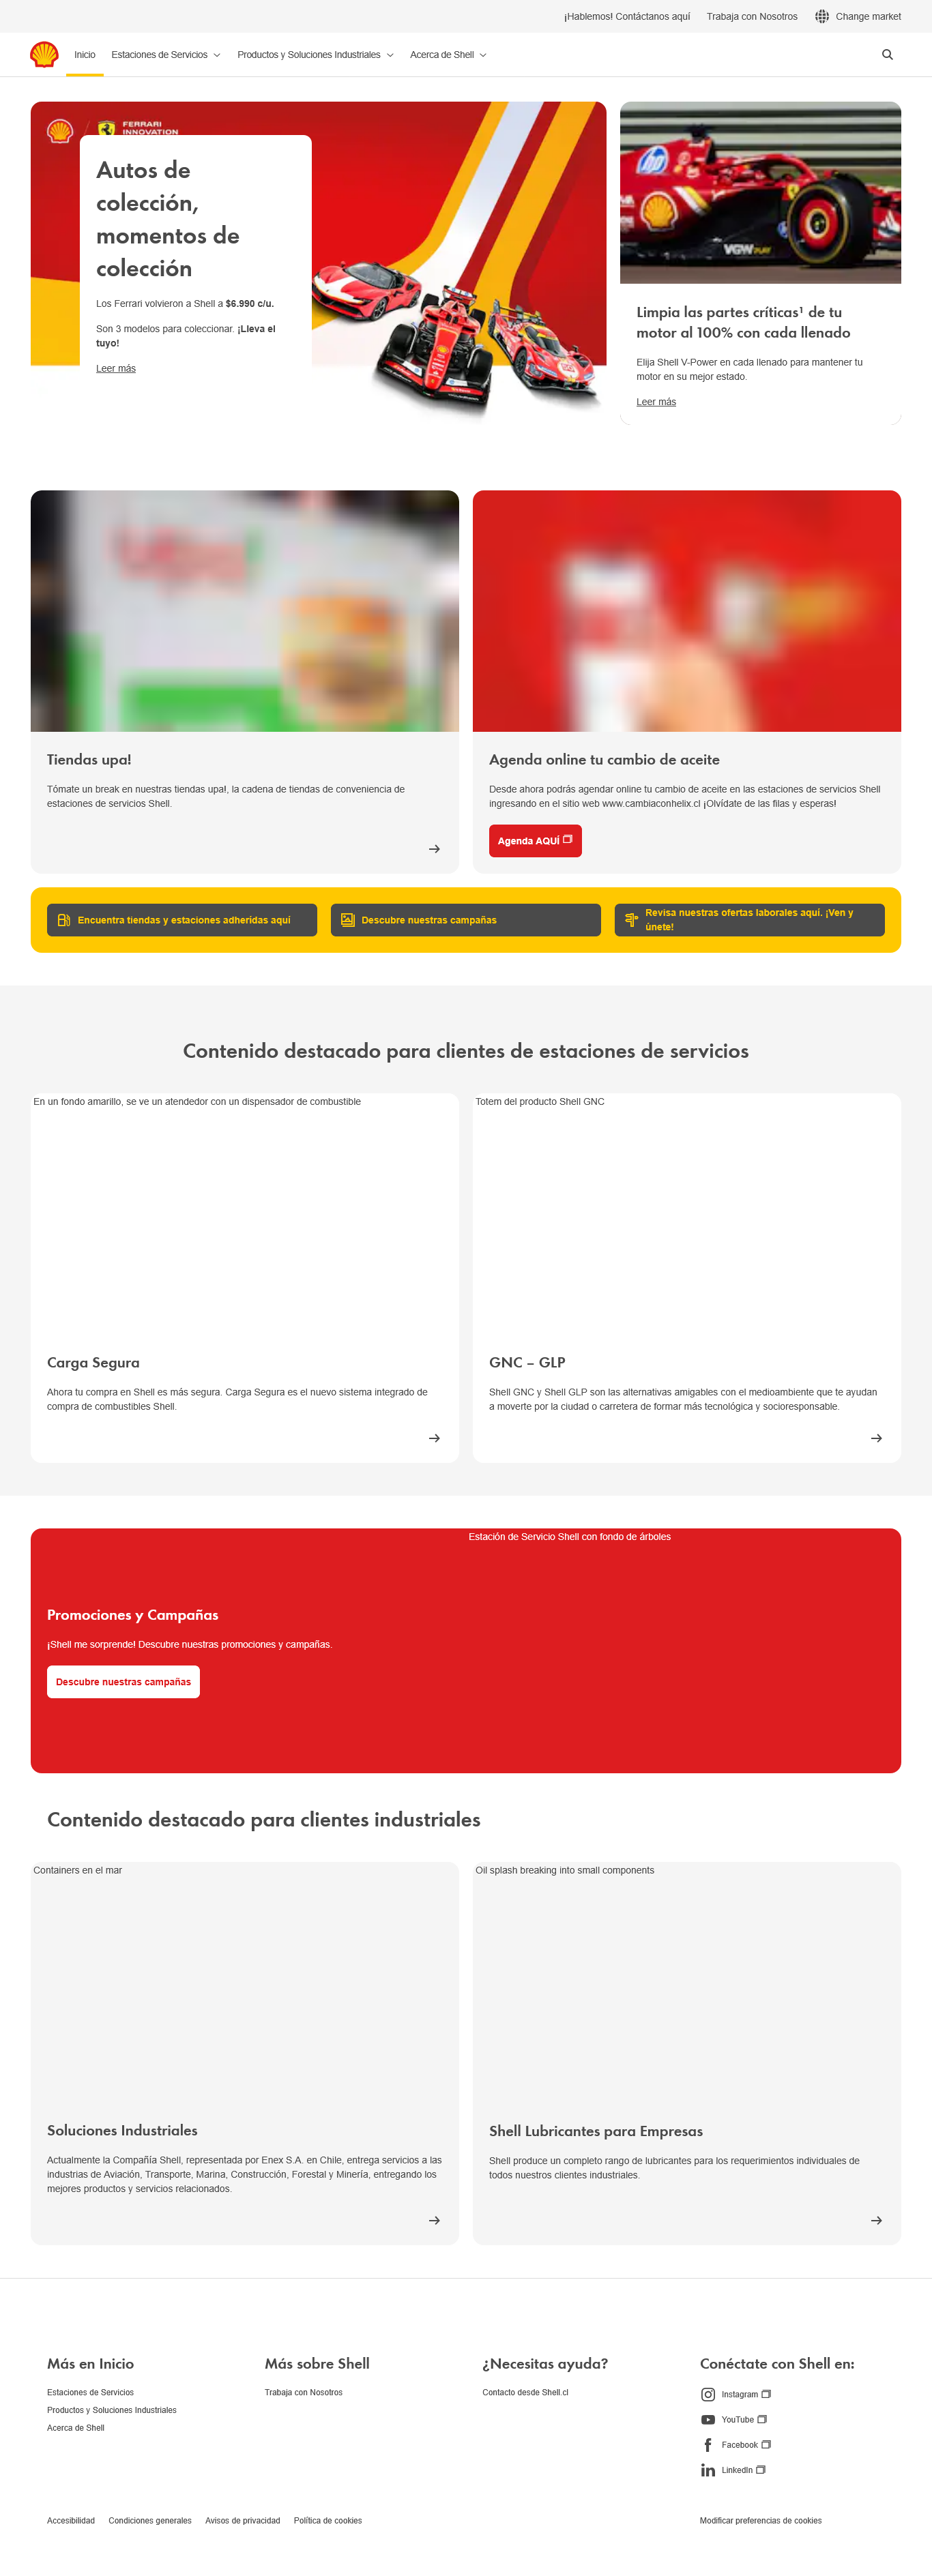 ¡Hablemos! Contáctanos aquí
Trabaja con Nosotros
Change market
Inicio
Estaciones de Servicios
Productos y Soluciones Industriales
Acerca de Shell
FERRARI
INNOVATION
Autos de
colección,
momentos de
colección
Los Ferrari volvieron a Shell a $6.990 c/u.
Son 3 modelos para coleccionar. ¡Lleva el
tuyo!
Leer más
Limpia las partes críticas¹ de tu
motor al 100% con cada llenado
Elija Shell V-Power en cada llenado para mantener tu
motor en su mejor estado.
Leer más
Tiendas upa!
Tómate un break en nuestras tiendas upa!, la cadena de tiendas de conveniencia de
estaciones de servicios Shell.
Agenda online tu cambio de aceite
Desde ahora podrás agendar online tu cambio de aceite en las estaciones de servicios Shell
ingresando en el sitio web www.cambiaconhelix.cl ¡Olvídate de las filas y esperas!
Agenda AQUÍ
Encuentra tiendas y estaciones adheridas aquí
Descubre nuestras campañas
Revisa nuestras ofertas laborales aquí. ¡Ven y
únete!
Contenido destacado para clientes de estaciones de servicios
En un fondo amarillo, se ve un atendedor con un dispensador de combustible
Totem del producto Shell GNC
Carga Segura
Ahora tu compra en Shell es más segura. Carga Segura es el nuevo sistema integrado de
compra de combustibles Shell.
GNC – GLP
Shell GNC y Shell GLP son las alternativas amigables con el medioambiente que te ayudan
a moverte por la ciudad o carretera de formar más tecnológica y socioresponsable.
Estación de Servicio Shell con fondo de árboles
Promociones y Campañas
¡Shell me sorprende! Descubre nuestras promociones y campañas.
Descubre nuestras campañas
Contenido destacado para clientes industriales
Containers en el mar
Oil splash breaking into small components
Soluciones Industriales
Actualmente la Compañía Shell, representada por Enex S.A. en Chile, entrega servicios a las
industrias de Aviación, Transporte, Marina, Construcción, Forestal y Minería, entregando los
mejores productos y servicios relacionados.
Shell Lubricantes para Empresas
Shell produce un completo rango de lubricantes para los requerimientos individuales de
todos nuestros clientes industriales.
Más en Inicio
Estaciones de Servicios
Productos y Soluciones Industriales
Acerca de Shell
Más sobre Shell
Trabaja con Nosotros
¿Necesitas ayuda?
Contacto desde Shell.cl
Conéctate con Shell en:
Instagram
YouTube
Facebook
LinkedIn
Accesibilidad
Condiciones generales
Avisos de privacidad
Política de cookies
Modificar preferencias de cookies